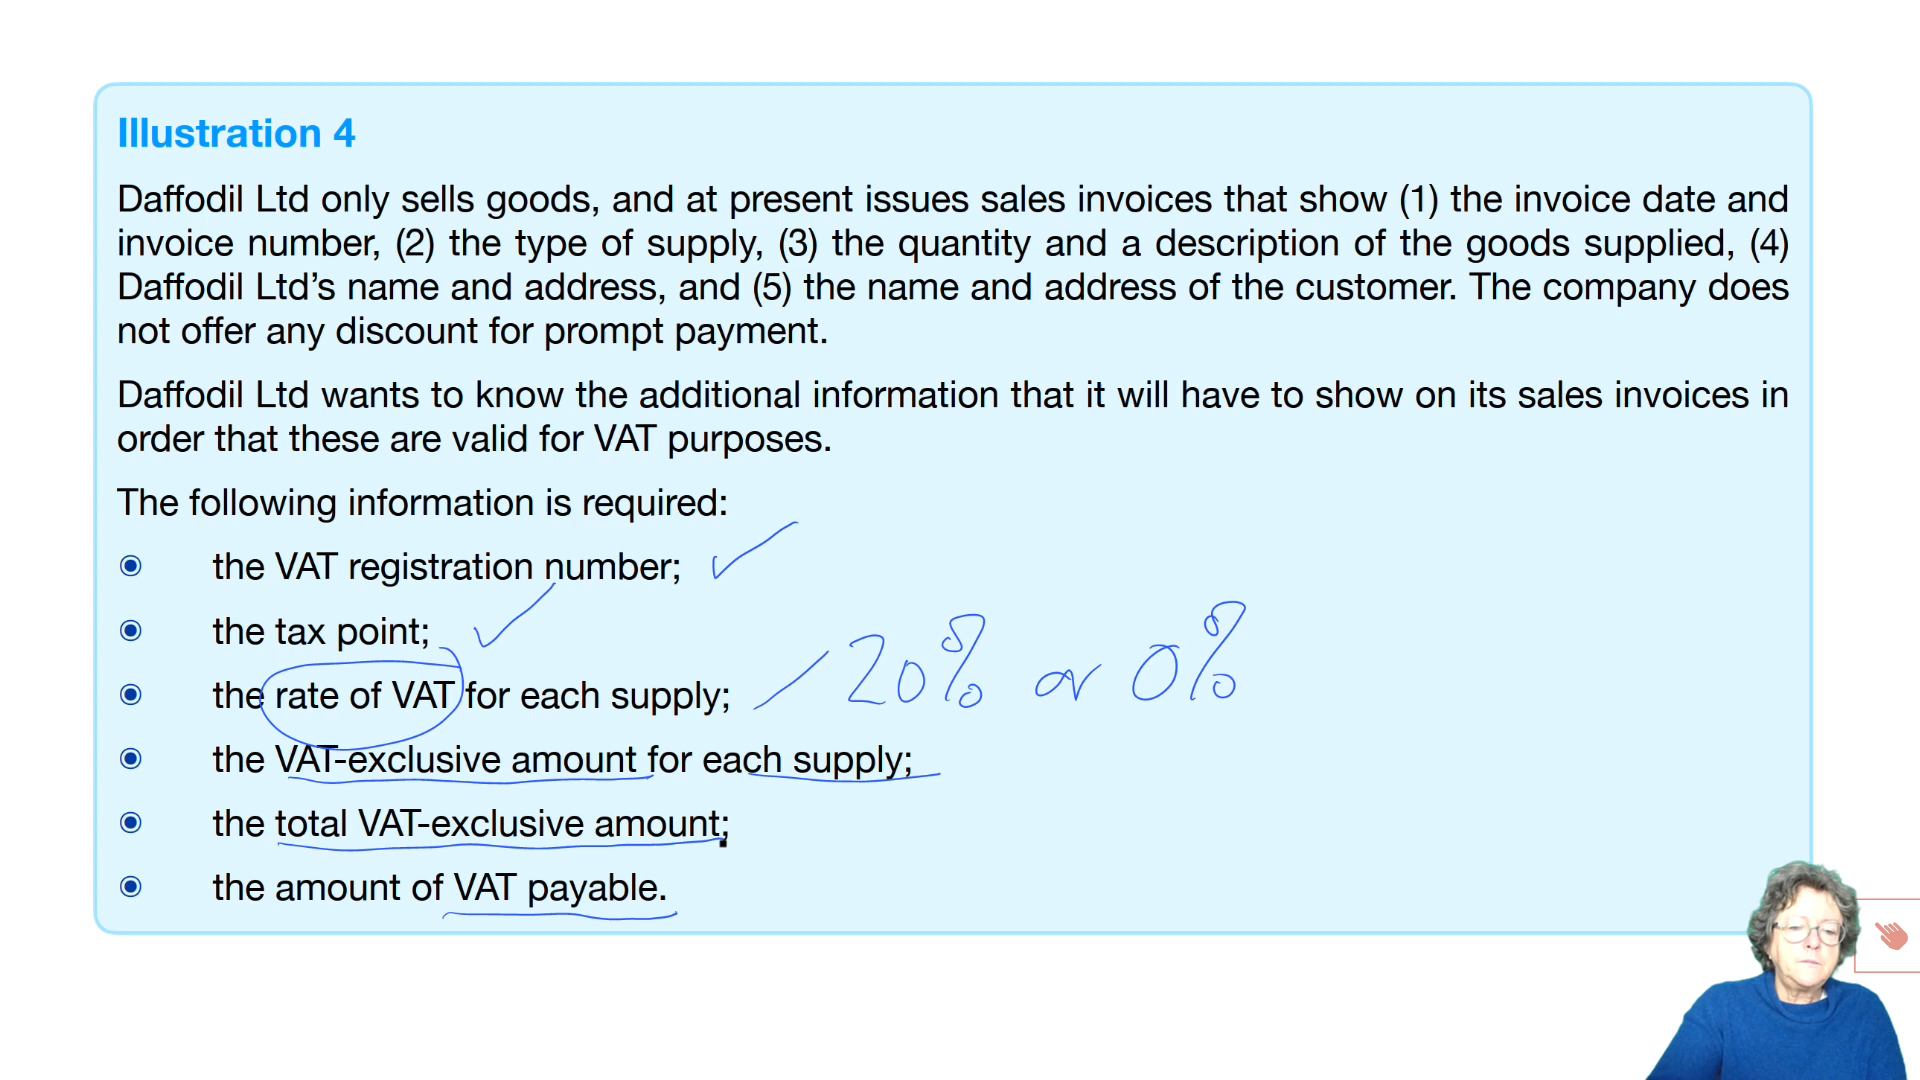 Illustration 4
Daffodil Ltd only sells goods, and at present issues sales invoices that show (1) the invoice date and
invoice number, (2) the type of supply, (3) the quantity and a description of the goods supplied, (4)
Daffodil Ltd’s name and address, and (5) the name and address of the customer. The company does
not offer any discount for prompt payment.
Daffodil Ltd wants to know the additional information that it will have to show on its sales invoices in
order that these are valid for VAT purposes.
The following information is required:
the VAT registration number;
the tax point;
the rate of VAT for each supply; 20% or 0%
the VAT-exclusive amount for each supply;
the total VAT-exclusive amount;
the amount of VAT payable.